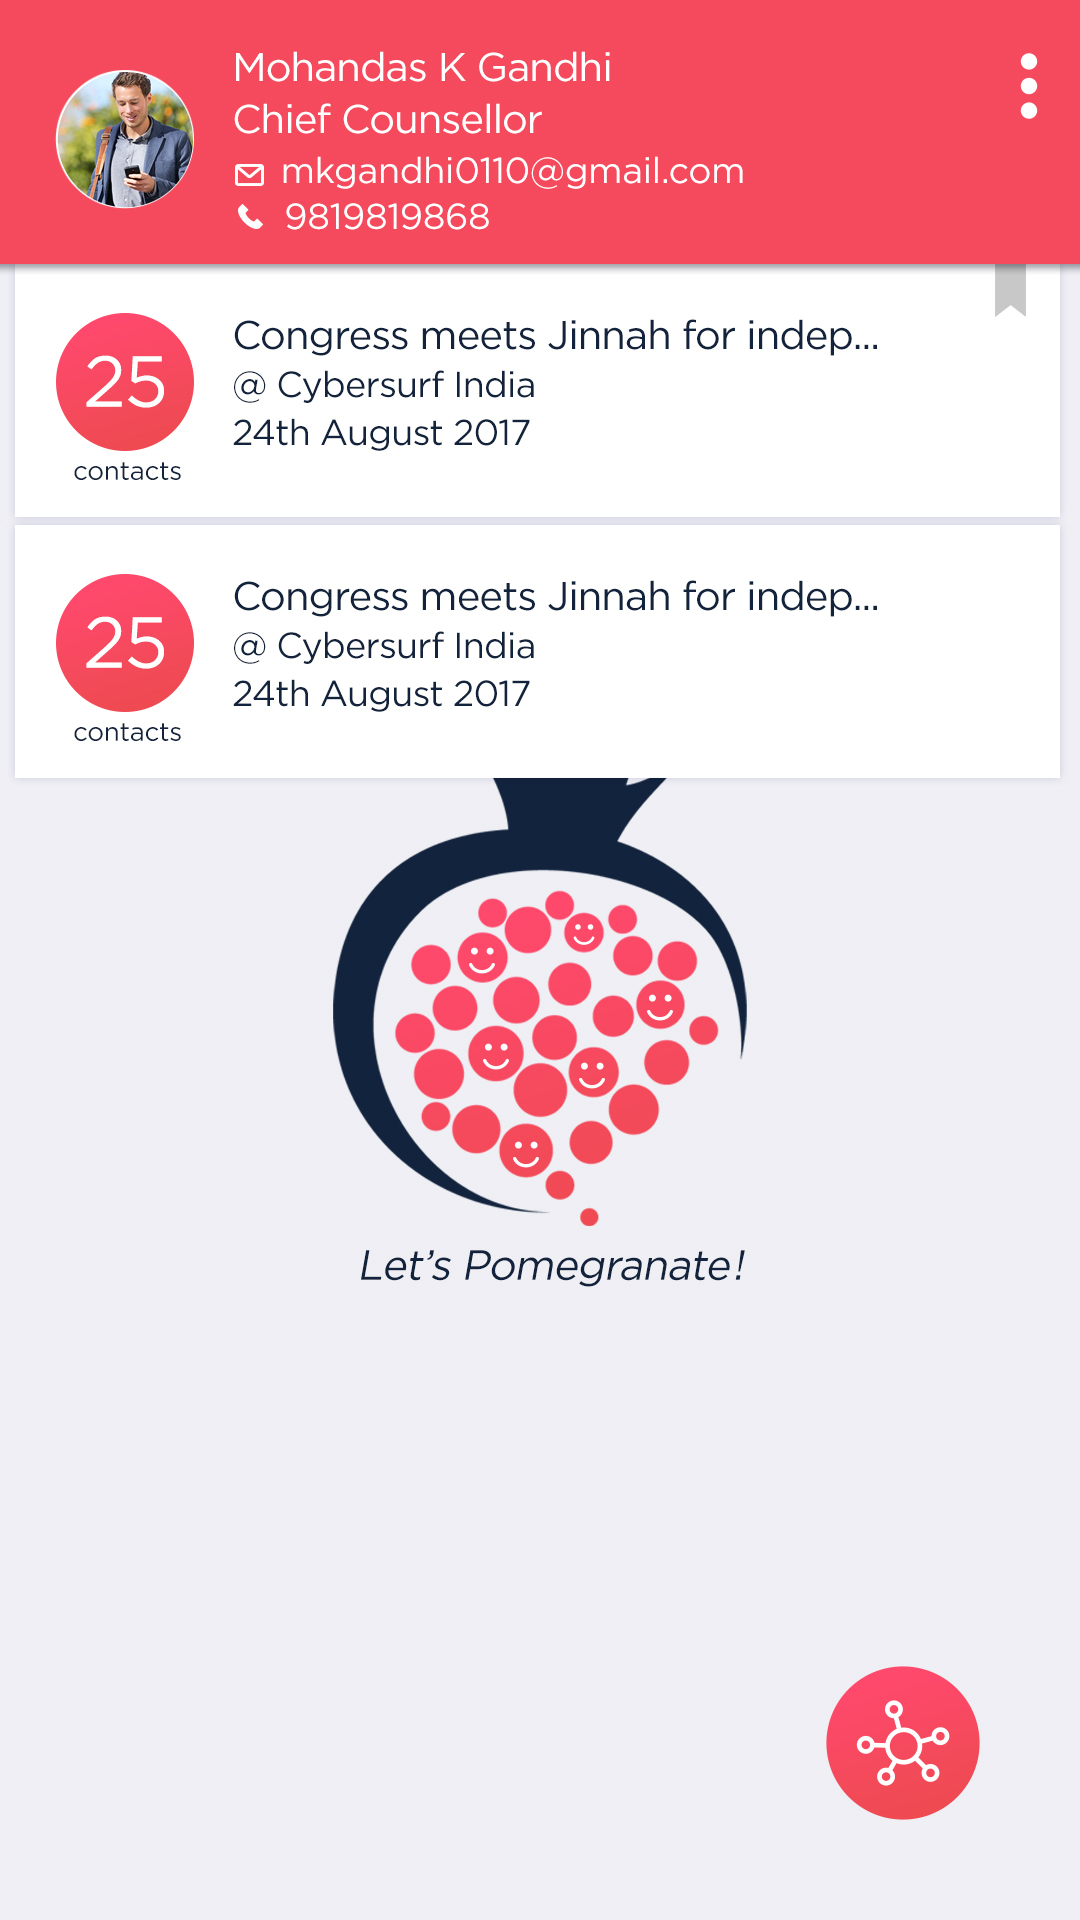 Mohandas K Gandhi
Chief Counsellor
mkgandhi0110@gmail.com
9819819868
25
contacts
Congress meets Jinnah for indep...
@ Cybersurf India
24th August 2017
25
contacts
Congress meets Jinnah for indep...
@ Cybersurf India
24th August 2017
Let’s Pomegranate!